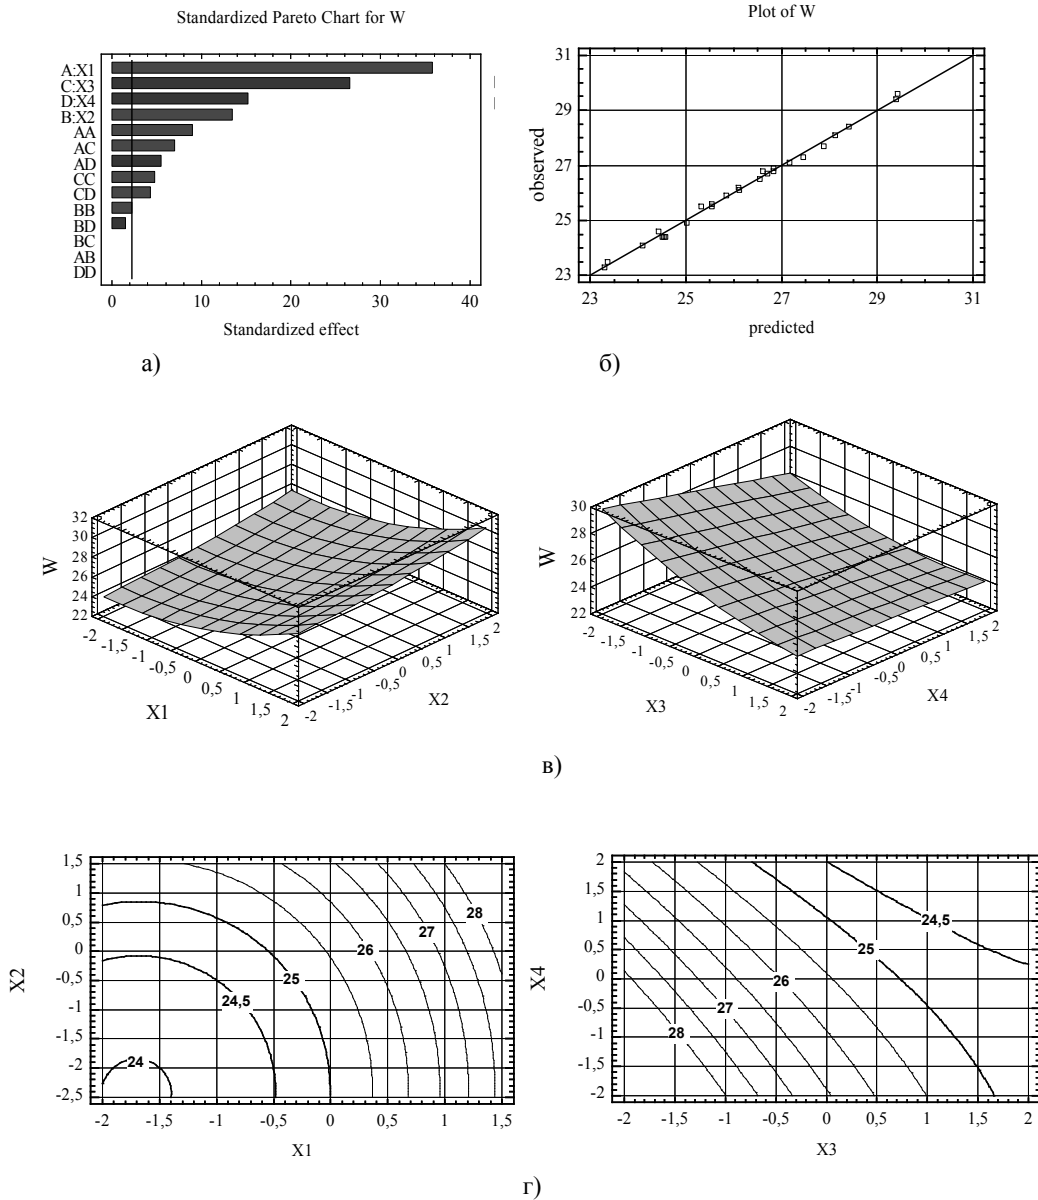 Standardized Pareto Chart for W
A:X1
C:X3
D:X4
B:X2
AA
AC
AD
CC
CD
BB
BD
BC
AB
DD
0 10 20 30 40
Standardized effect
а)
Plot of W
31
29
27
25
23
observed
23 25 27 29 31
predicted
б)
32
30
28
26
24
22
W
-2
-1,5
-1
-0,5
0
0,5
1
1,5
2
X1
-2
-1,5
-1
-0,5
0
0,5
1
1,5
2
X2
30
28
26
24
22
W
-2
-1,5
-1
-0,5
0
0,5
1
1,5
2
X3
-2
-1,5
-1
-0,5
0
0,5
1
1,5
2
X4
в)
1,5
1
0,5
0
-0,5
-1
-1,5
-2
-2,5
X2
28
27
26
25
24,5
24
-2 -1,5 -1 -0,5 0 0,5 1 1,5
X1
2
1,5
1
0,5
0
-0,5
-1
-1,5
-2
X4
24,5
25
26
27
28
-2 -1,5 -1 -0,5 0 0,5 1 1,5 2
X3
г)